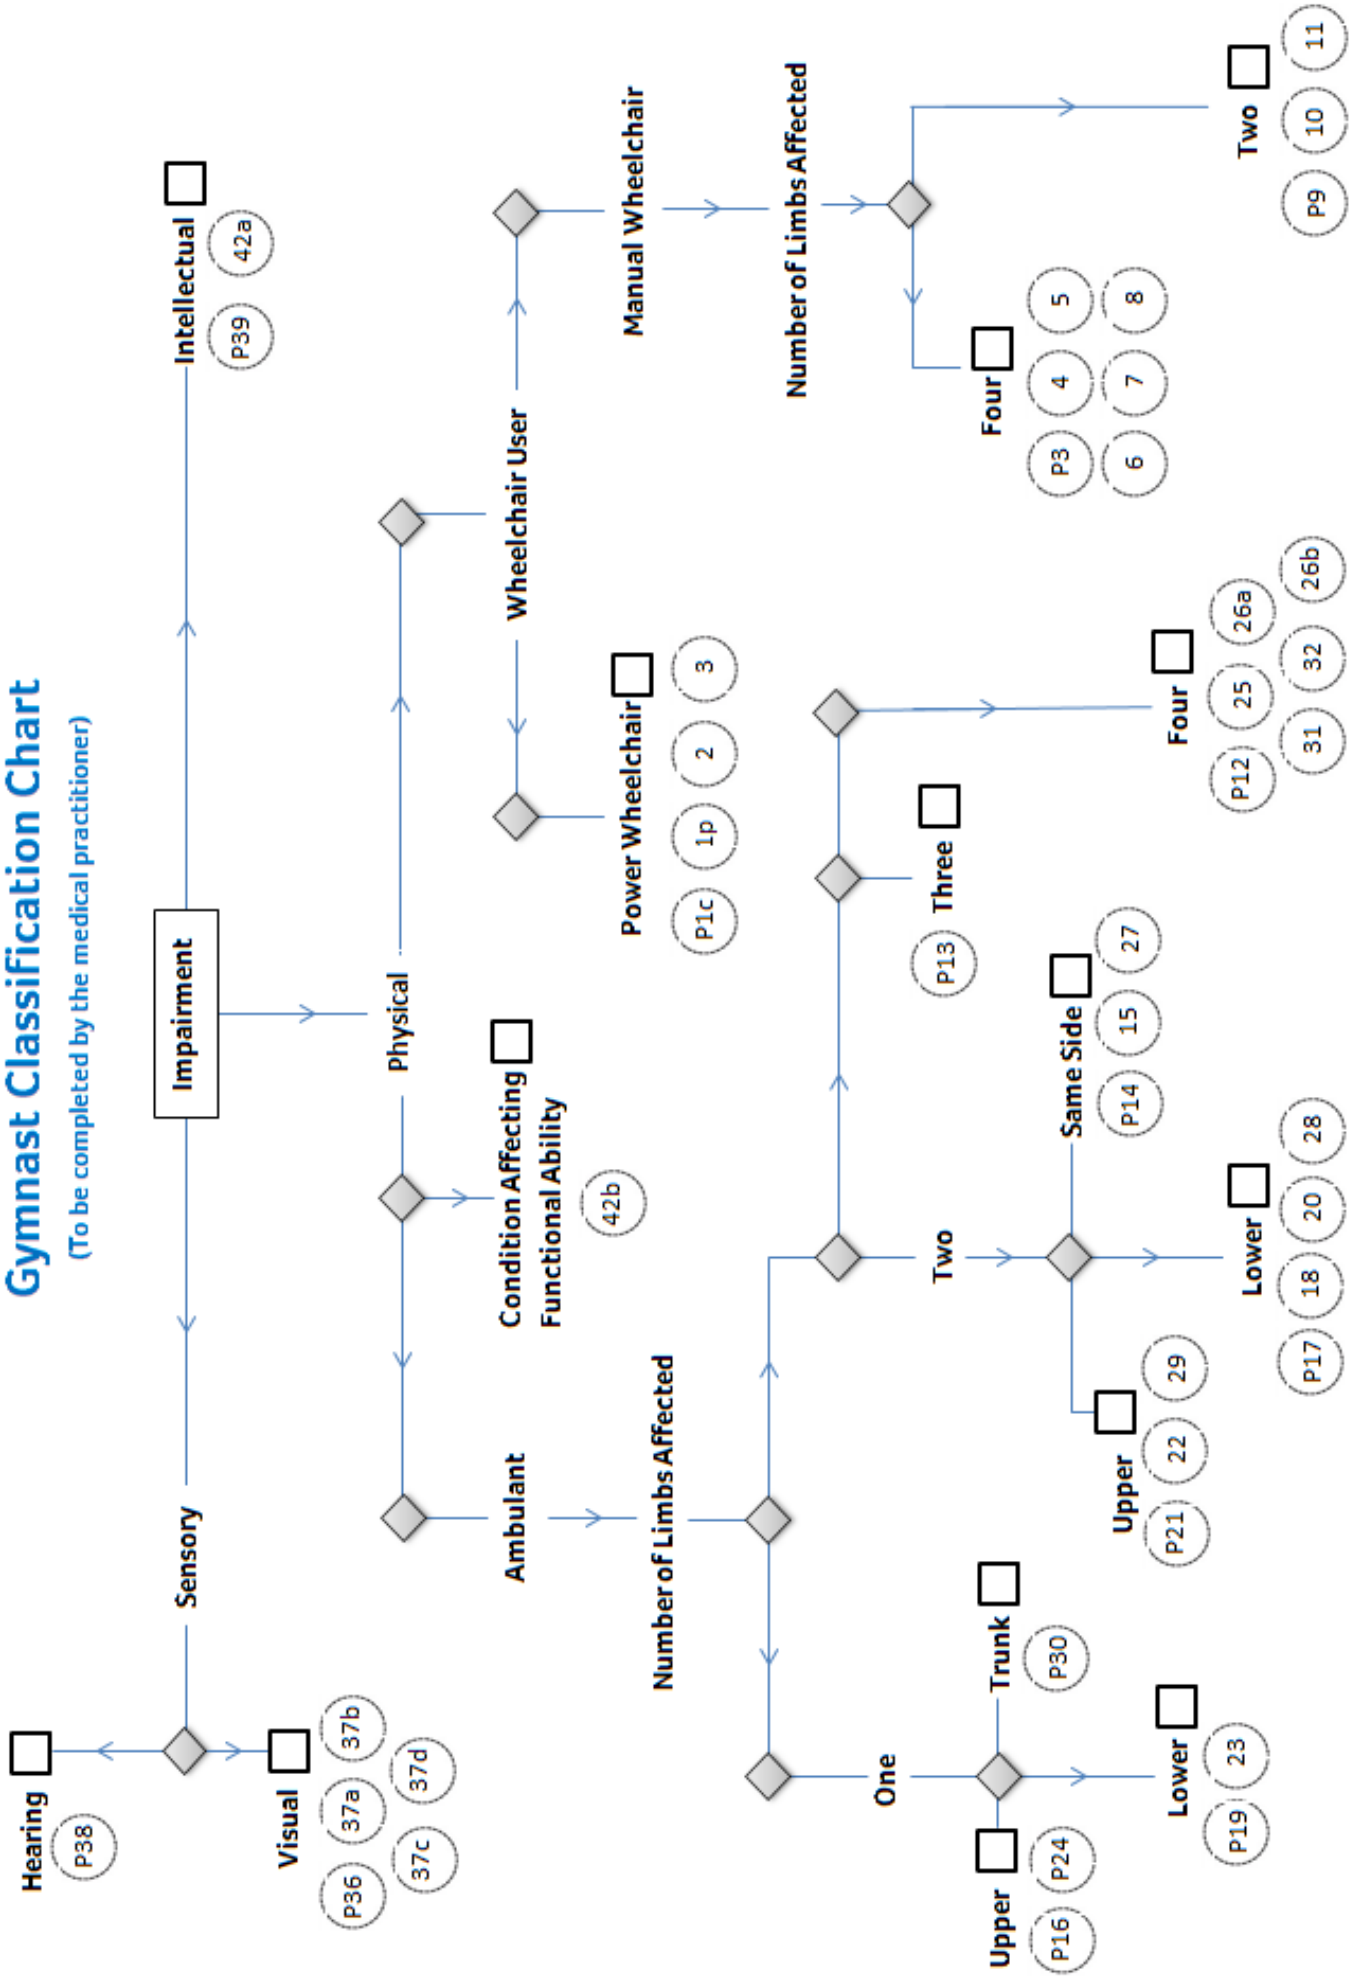 Gymnast Classification Chart
(To be completed by the medical practitioner)
Impairment
Hearing
P38
Sensory
Intellectual
P39 42a
Visual
P36 37a 37b
37c 37d
Physical
Ambulant
Condition Affecting
Functional Ability
42b
Wheelchair User
Power Wheelchair
P1c 1p 2 3
Manual Wheelchair
Number of Limbs Affected
Number of Limbs Affected
One
Two
Three
P13
Four
P3 4 5
6 7 8
Upper
P16 P24
Trunk
P30
Lower
P19 23
Upper
P21 22 29
Same Side
P14 15 27
Lower
P17 18 20 28
Four
P12 25 26a
31 32 26b
Two
P9 10 11